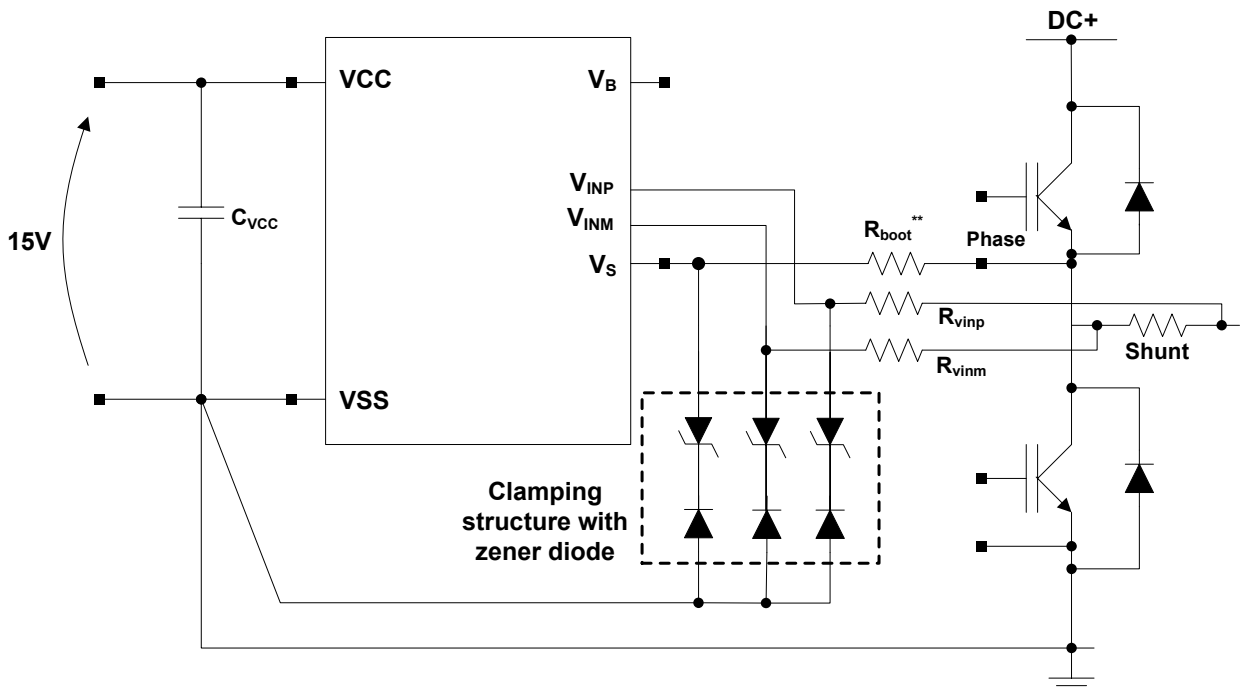 DC+
VCC
V_B
V_INP
V_INM
C_VCC
15V
R_boot**
Phase
V_S
R_vinp
Shunt
R_vinm
VSS
Clamping
structure with
zener diode